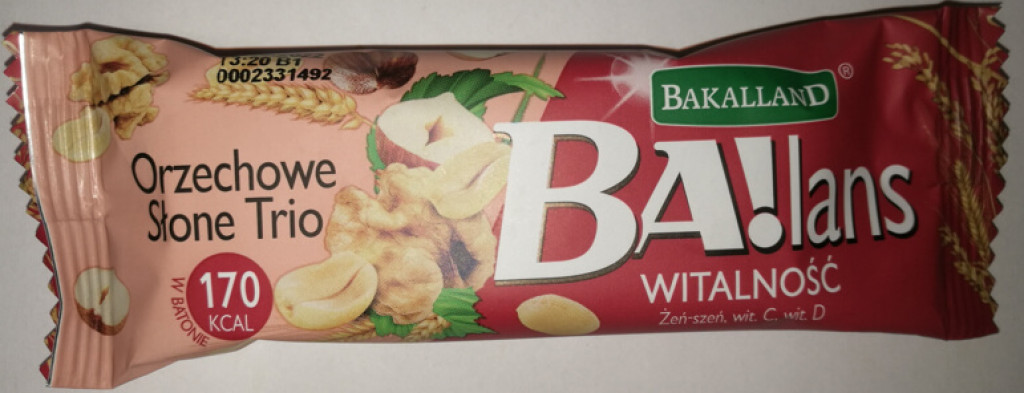 13:20 B1
0002331492
Orzechowe
Słone Trio
170
KCAL
W BATONIE
BAKALLAND®
BA!lans
WITALNOŚĆ
Żeń-szeń, wit. C, wit. D